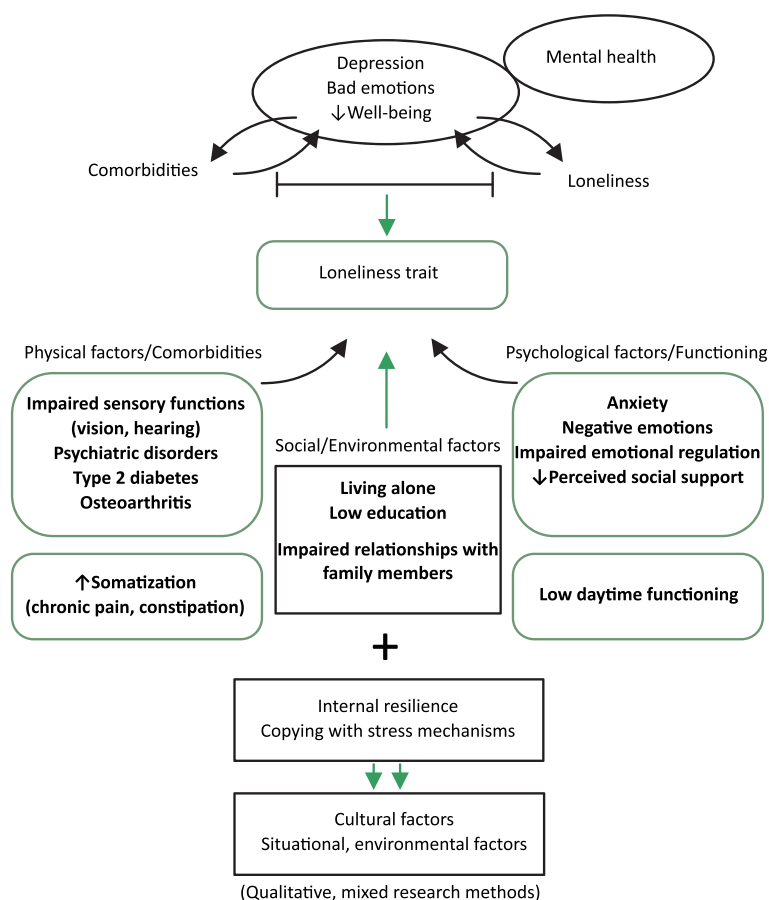 Depression
Bad emotions
↓Well-being
Mental health
Comorbidities
Loneliness
Loneliness trait
Physical factors/Comorbidities
Impaired sensory functions
(vision, hearing)
Psychiatric disorders
Type 2 diabetes
Osteoarthritis
↑Somatization
(chronic pain, constipation)
Social/Environmental factors
Living alone
Low education
Impaired relationships with
family members
Psychological factors/Functioning
Anxiety
Negative emotions
Impaired emotional regulation
↓Perceived social support
Low daytime functioning
+
Internal resilience
Copying with stress mechanisms
Cultural factors
Situational, environmental factors
(Qualitative, mixed research methods)